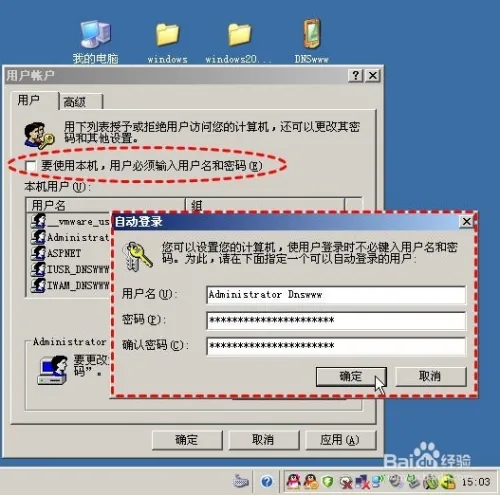 我的电脑
windows
windows20...
DNSwww
用户帐户
用户
高级
用下列表授予或拒绝用户访问您的计算机，还可以更改其密
码和其他设置。
要使用本机，用户必须输入用户名和密码(E)
本机用户(U):
用户名
组
__vmware_us
Administrat
ASPNET
IUSR_DNSWWW
IWAM_DNSWWW
自动登录
您可以设置您的计算机，使用户登录时不必键入用户名和密
码。为此，请在下面指定一个可以自动登录的用户:
用户名(U):
Administrator Dnswww
密码(P):
**********************
确认密码(C):
**********************
确定
取消
Administrator
要更改
码”。
确定
取消
应用(A)
Baidu经验
15:03